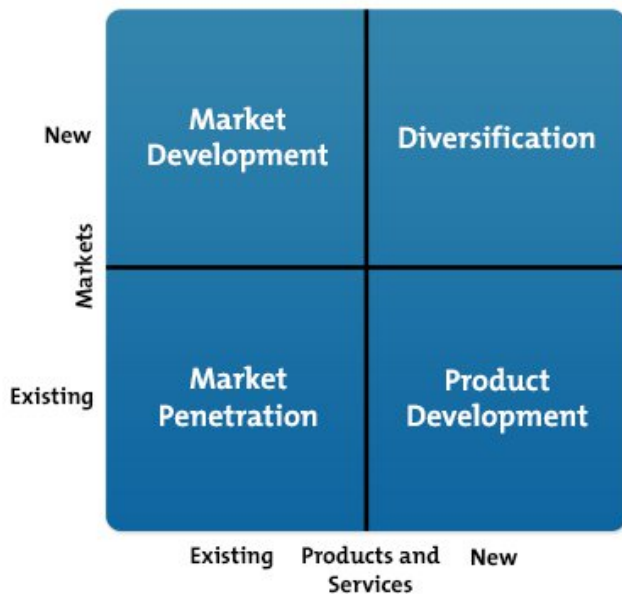 New
Market
Development
Diversification
Markets
Existing
Market
Penetration
Product
Development
Existing
Products and
Services
New